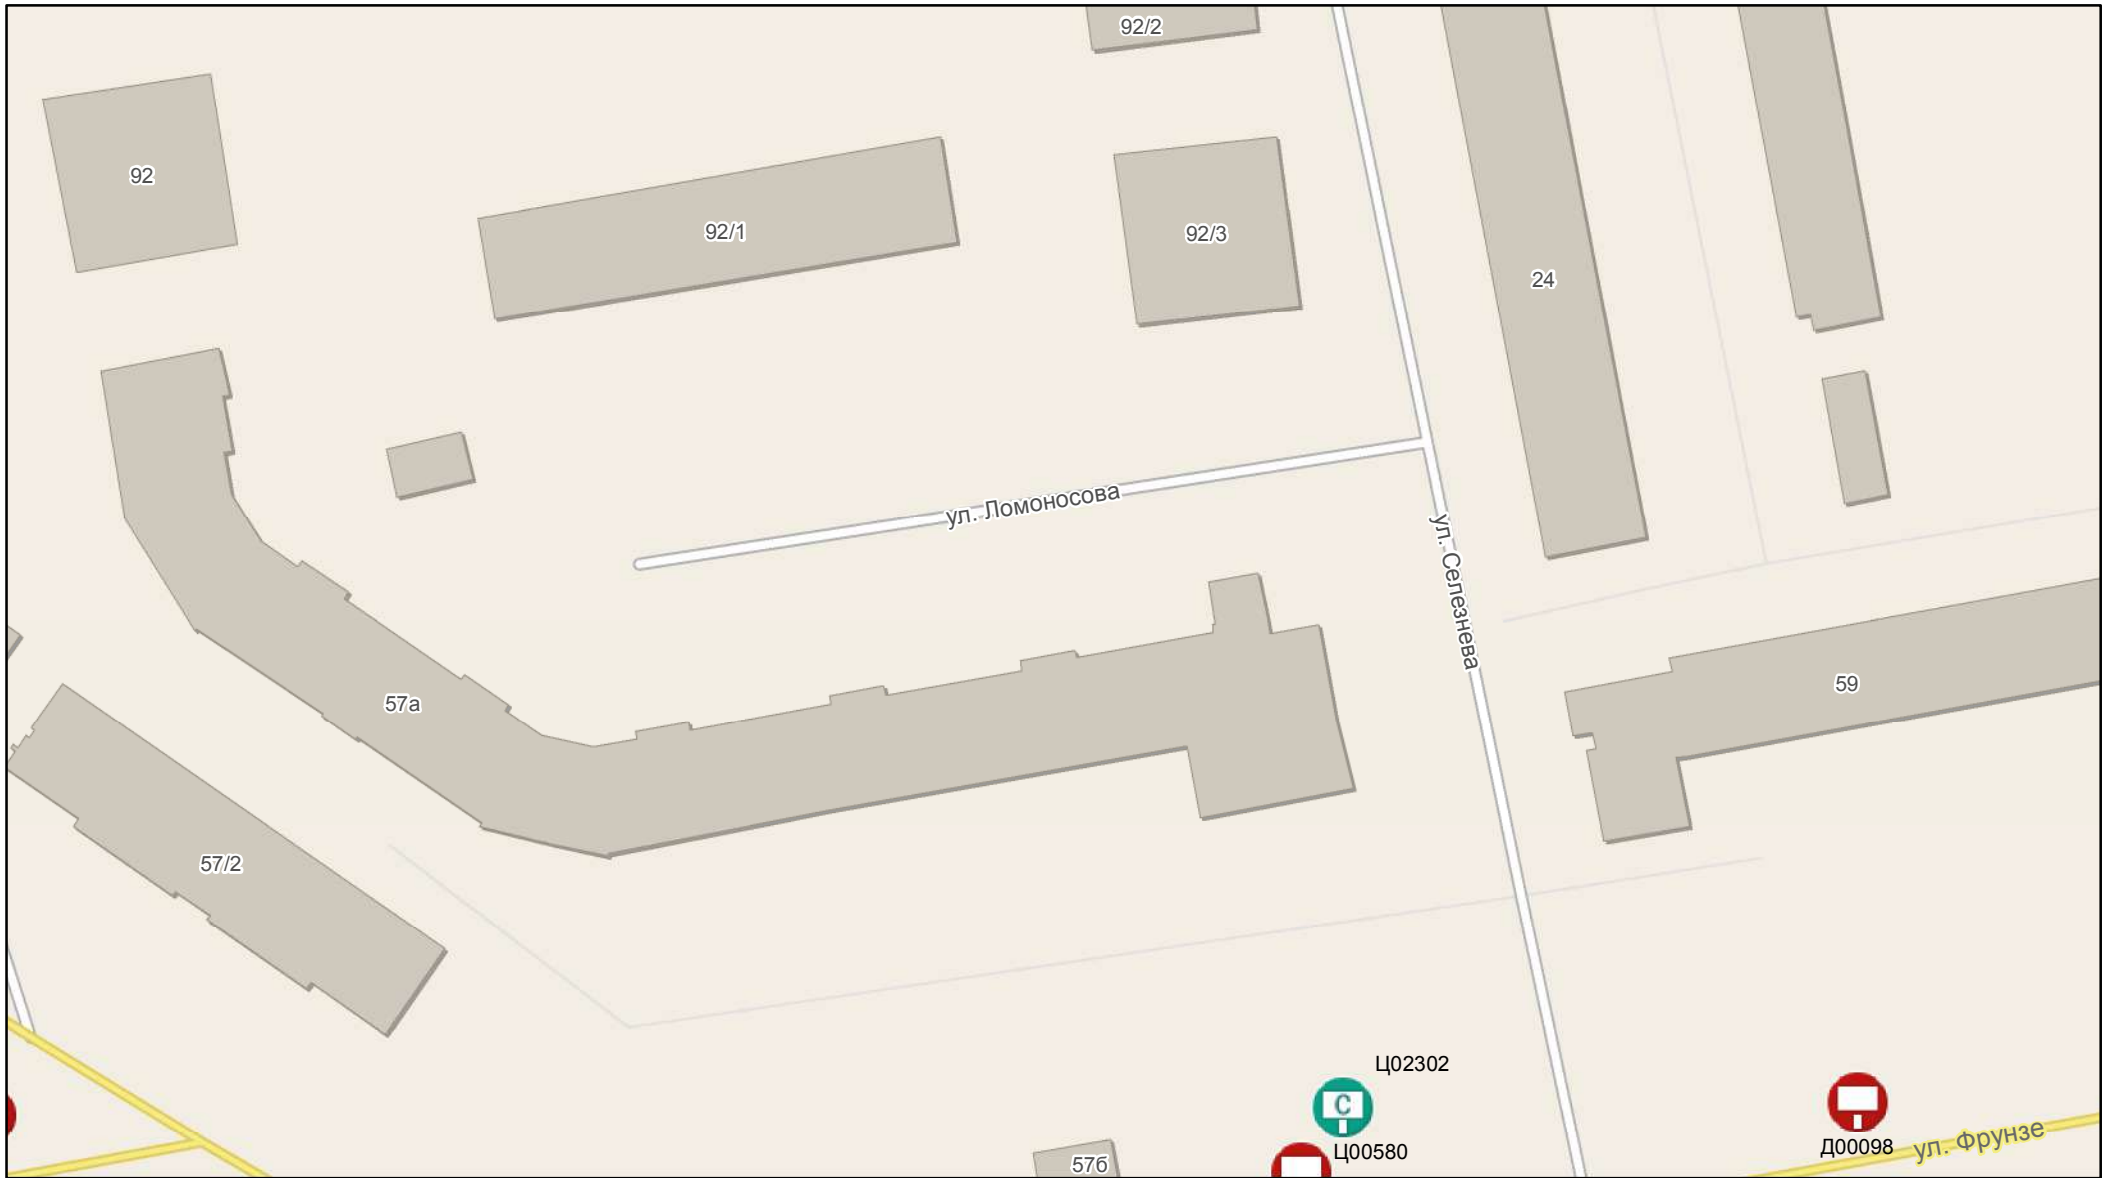 92/2
92
92/1
92/3
24
ул. Ломоносова
ул. Селезнева
57а
59
57/2
Ц02302
С
Ц00580
Д00098
ул. Фрунзе
57б